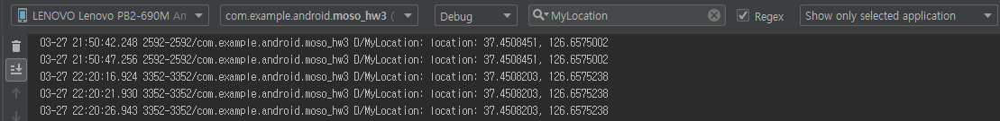 LENOVO Lenovo PB2-690M An
com.example.android.moso_hw3 (
Debug
MyLocation
Regex
Show only selected application
03-27 21:50:42.248 2592-2592/com.example.android.moso_hw3 D/MyLocation: location: 37.4508451, 126.6575002
03-27 21:50:47.256 2592-2592/com.example.android.moso_hw3 D/MyLocation: location: 37.4508451, 126.6575002
03-27 22:20:16.924 3352-3352/com.example.android.moso_hw3 D/MyLocation: location: 37.4508203, 126.6575238
03-27 22:20:21.930 3352-3352/com.example.android.moso_hw3 D/MyLocation: location: 37.4508203, 126.6575238
03-27 22:20:26.943 3352-3352/com.example.android.moso_hw3 D/MyLocation: location: 37.4508203, 126.6575238